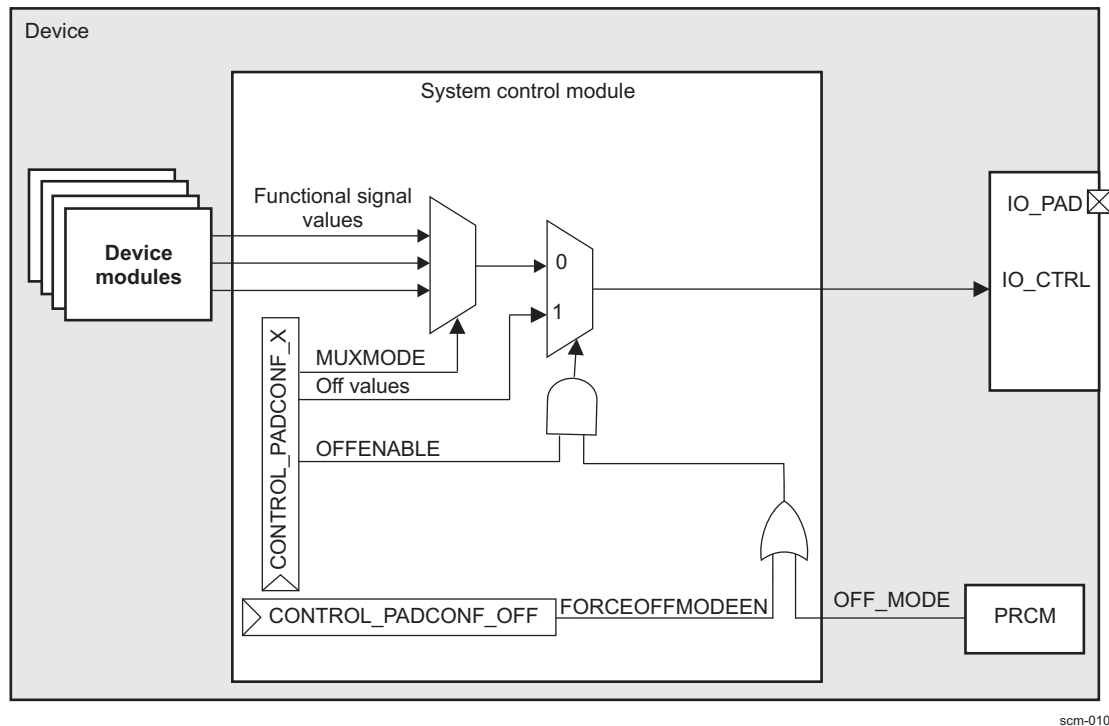 Device
System control module
Functional signal
values
Device
modules
0
1
IO_PAD
IO_CTRL
MUXMODE
Off values
OFFENABLE
CONTROL_PADCONF_X
CONTROL_PADCONF_OFF
FORCEOFFMODEEN
OFF_MODE
PRCM
scm-010